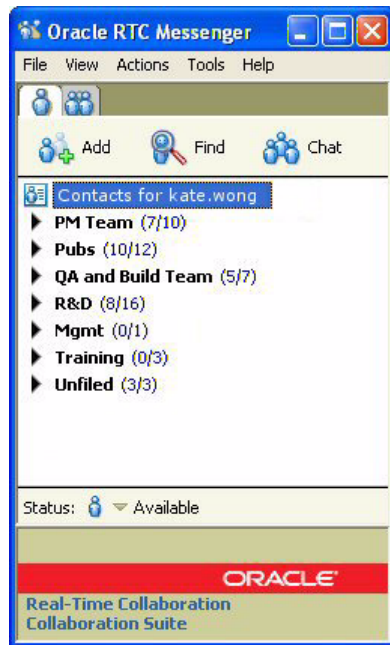 Oracle RTC Messenger
File View Actions Tools Help
Add Find Chat
Contacts for kate.wong
PM Team (7/10)
Pubs (10/12)
QA and Build Team (5/7)
R&D (8/16)
Mgmt (0/1)
Training (0/3)
Unfiled (3/3)
Status: Available
ORACLE
Real-Time Collaboration
Collaboration Suite